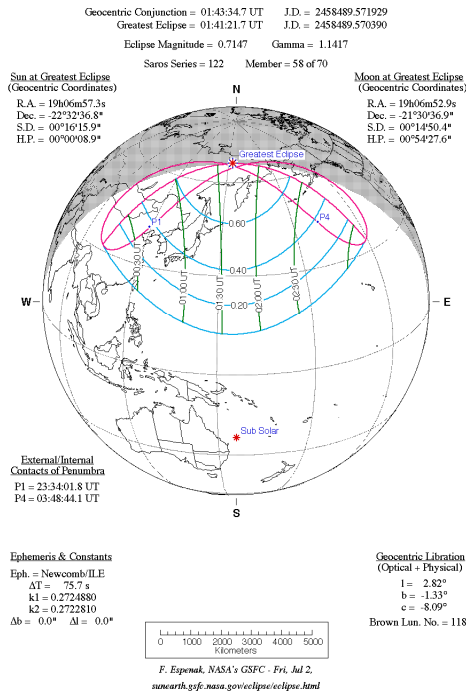 Geocentric Conjunction = 01:43:34.7 UT J.D. = 2458489.571929
Greatest Eclipse = 01:41:21.7 UT J.D. = 2458489.570390
Eclipse Magnitude = 0.7147 Gamma = 1.1417
Saros Series = 122 Member = 58 of 70
Sun at Greatest Eclipse
(Geocentric Coordinates)
R.A. = 19h06m57.3s
Dec. = -22°32'36.8"
S.D. = 00°16'15.9"
H.P. = 00°00'08.9"
Moon at Greatest Eclipse
(Geocentric Coordinates)
R.A. = 19h06m52.9s
Dec. = -21°30'36.9"
S.D. = 00°14'50.4"
H.P. = 00°54'27.6"
N
Greatest Eclipse
P1
P4
0.60
0.40
0.20
00:30 UT
01:00 UT
01:30 UT
02:00 UT
02:30 UT
W
E
Sub Solar
S
External/Internal
Contacts of Penumbra
P1 = 23:34:01.8 UT
P4 = 03:48:44.1 UT
Ephemeris & Constants
Eph. = Newcomb/ILE
ΔT = 75.7 s
k1 = 0.2724880
k2 = 0.2722810
Δb = 0.0" Δl = 0.0"
Geocentric Libration
(Optical + Physical)
l = 2.82°
b = -1.33°
c = -8.09°
Brown Lun. No. = 118
0 1000 2000 3000 4000 5000
Kilometers
F. Espenak, NASA's GSFC - Fri, Jul 2,
sunearth.gsfc.nasa.gov/eclipse/eclipse.html